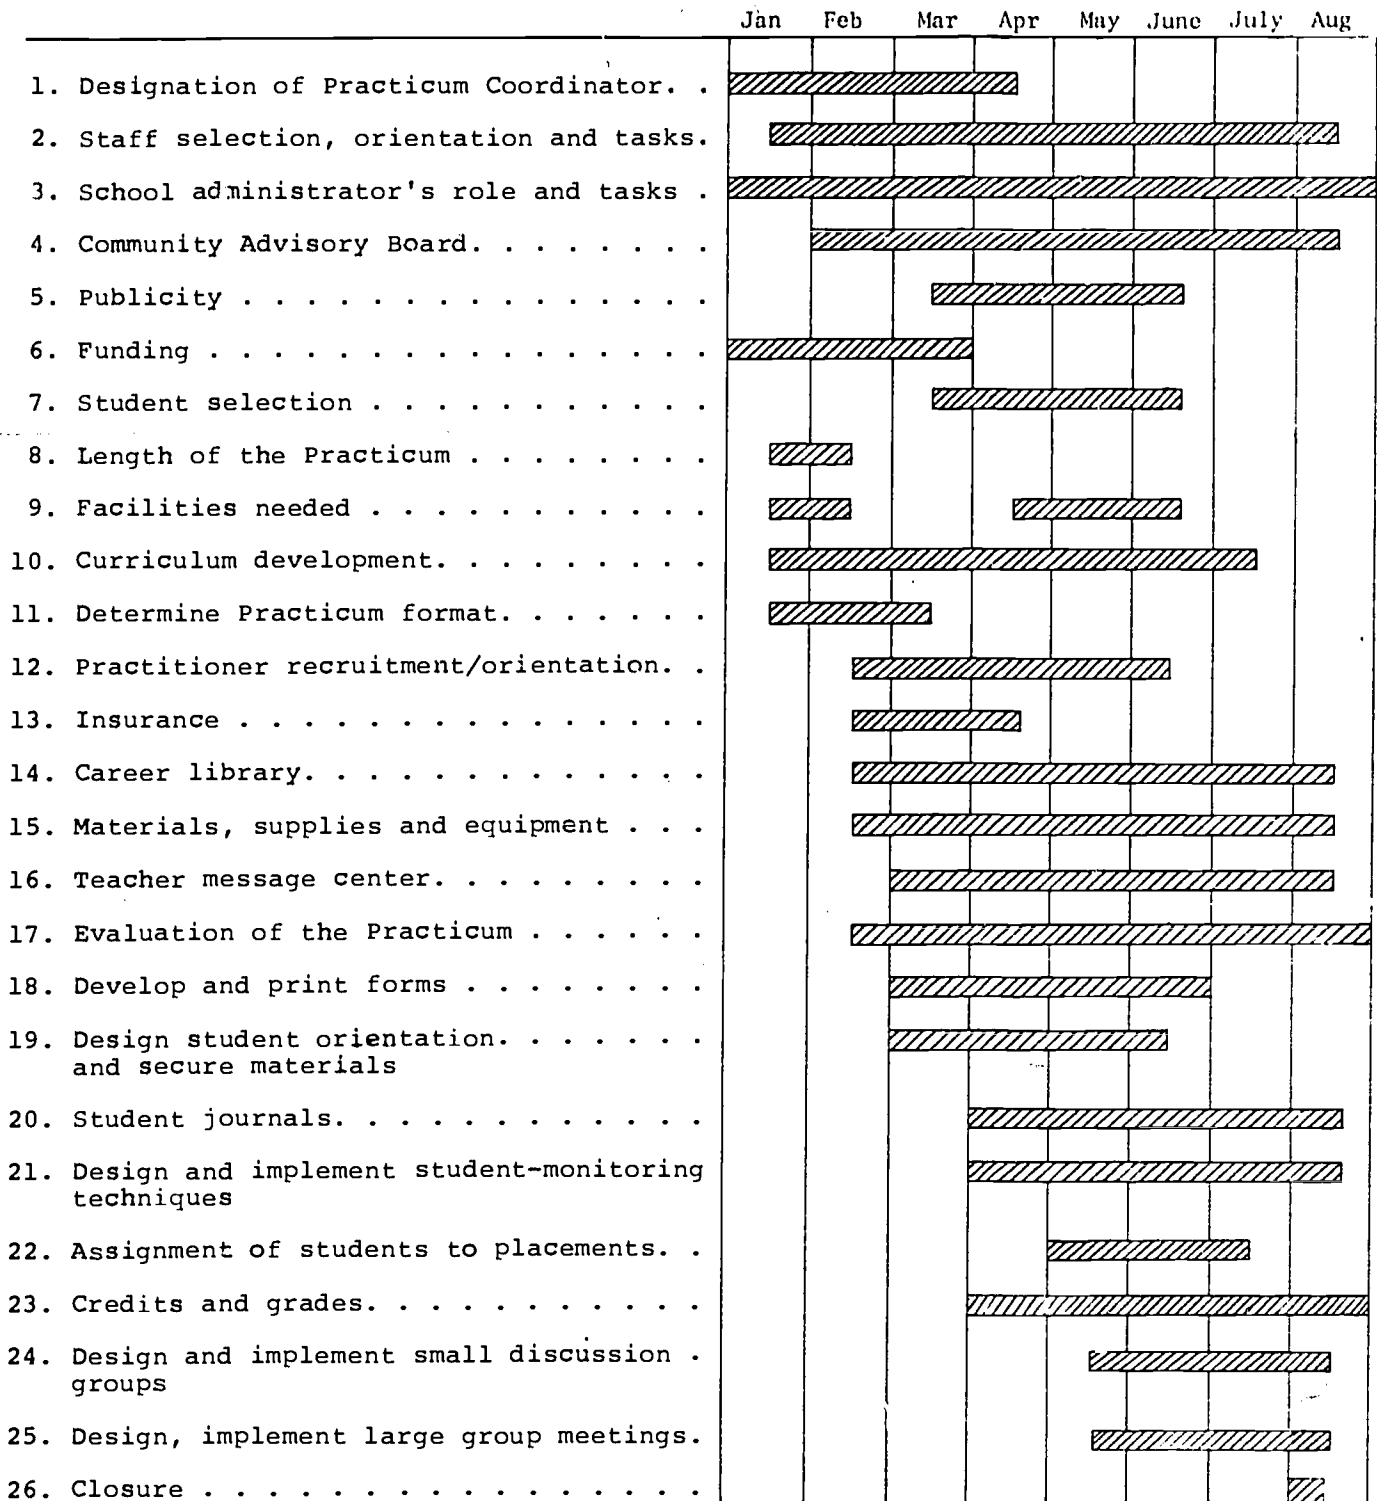 Jan Feb Mar Apr May June July Aug
1. Designation of Practicum Coordinator. .
2. Staff selection, orientation and tasks.
3. School administrator's role and tasks .
4. Community Advisory Board. . . . . . . .
5. Publicity . . . . . . . . . . . . . . .
6. Funding . . . . . . . . . . . . . . . .
7. Student selection . . . . . . . . . . .
8. Length of the Practicum . . . . . . . .
9. Facilities needed . . . . . . . . . . .
10. Curriculum development. . . . . . . . .
11. Determine Practicum format. . . . . . .
12. Practitioner recruitment/orientation. .
13. Insurance . . . . . . . . . . . . . . .
14. Career library. . . . . . . . . . . . .
15. Materials, supplies and equipment . . .
16. Teacher message center. . . . . . . . .
17. Evaluation of the Practicum . . . . . .
18. Develop and print forms . . . . . . . .
19. Design student orientation. . . . . . .
and secure materials
20. Student journals. . . . . . . . . . . .
21. Design and implement student-monitoring
techniques
22. Assignment of students to placements. .
23. Credits and grades. . . . . . . . . . .
24. Design and implement small discussion .
groups
25. Design, implement large group meetings.
26. Closure . . . . . . . . . . . . . . . .